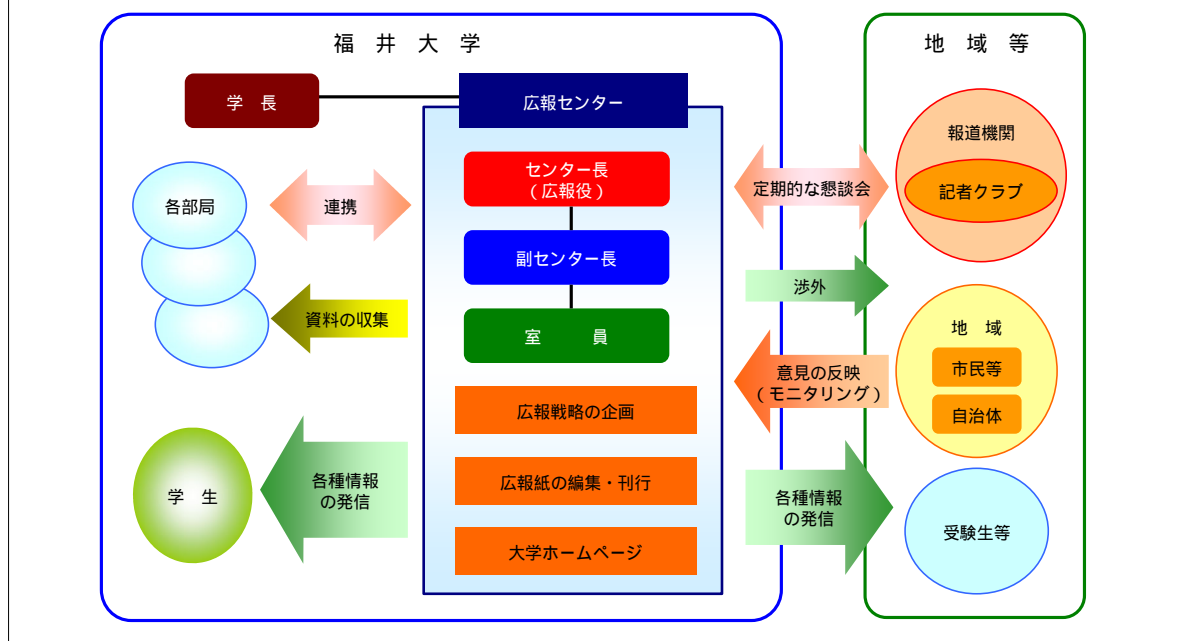 福 井 大 学
地 域 等
学 長
広報センター
報道機関
記者クラブ
センター長
（広報役）
定期的な懇談会
各部局
連携
副センター長
渉外
資料の収集
室 員
地 域
市民等
自治体
意見の反映
（モニタリング）
広報戦略の企画
学 生
各種情報
の発信
広報紙の編集・刊行
各種情報
の発信
受験生等
大学ホームページ